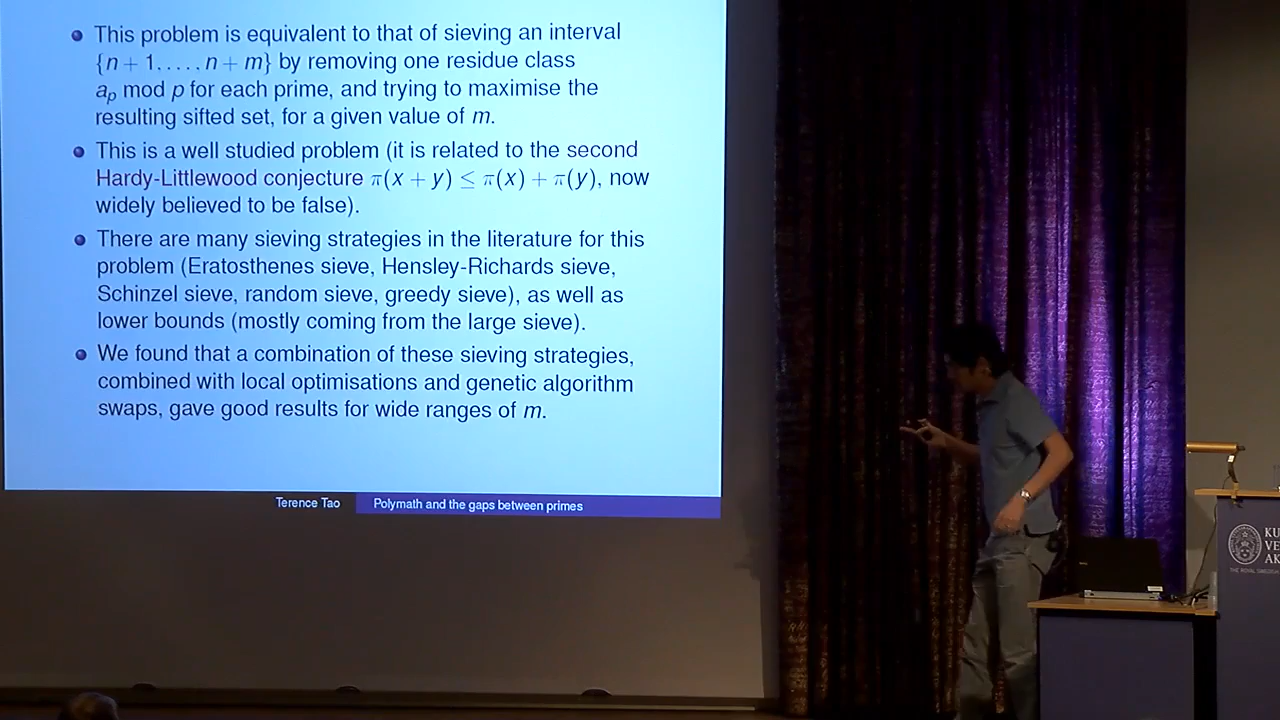 This problem is equivalent to that of sieving an interval
{n + 1, . . . , n + m} by removing one residue class
aₚ mod p for each prime, and trying to maximise the
resulting sifted set, for a given value of m.
This is a well studied problem (it is related to the second
Hardy-Littlewood conjecture π(x + y) ≤ π(x) + π(y), now
widely believed to be false).
There are many sieving strategies in the literature for this
problem (Eratosthenes sieve, Hensley-Richards sieve,
Schinzel sieve, random sieve, greedy sieve), as well as
lower bounds (mostly coming from the large sieve).
We found that a combination of these sieving strategies,
combined with local optimisations and genetic algorithm
swaps, gave good results for wide ranges of m.
Terence Tao Polymath and the gaps between primes
KU
VE
AK
THE ROYAL